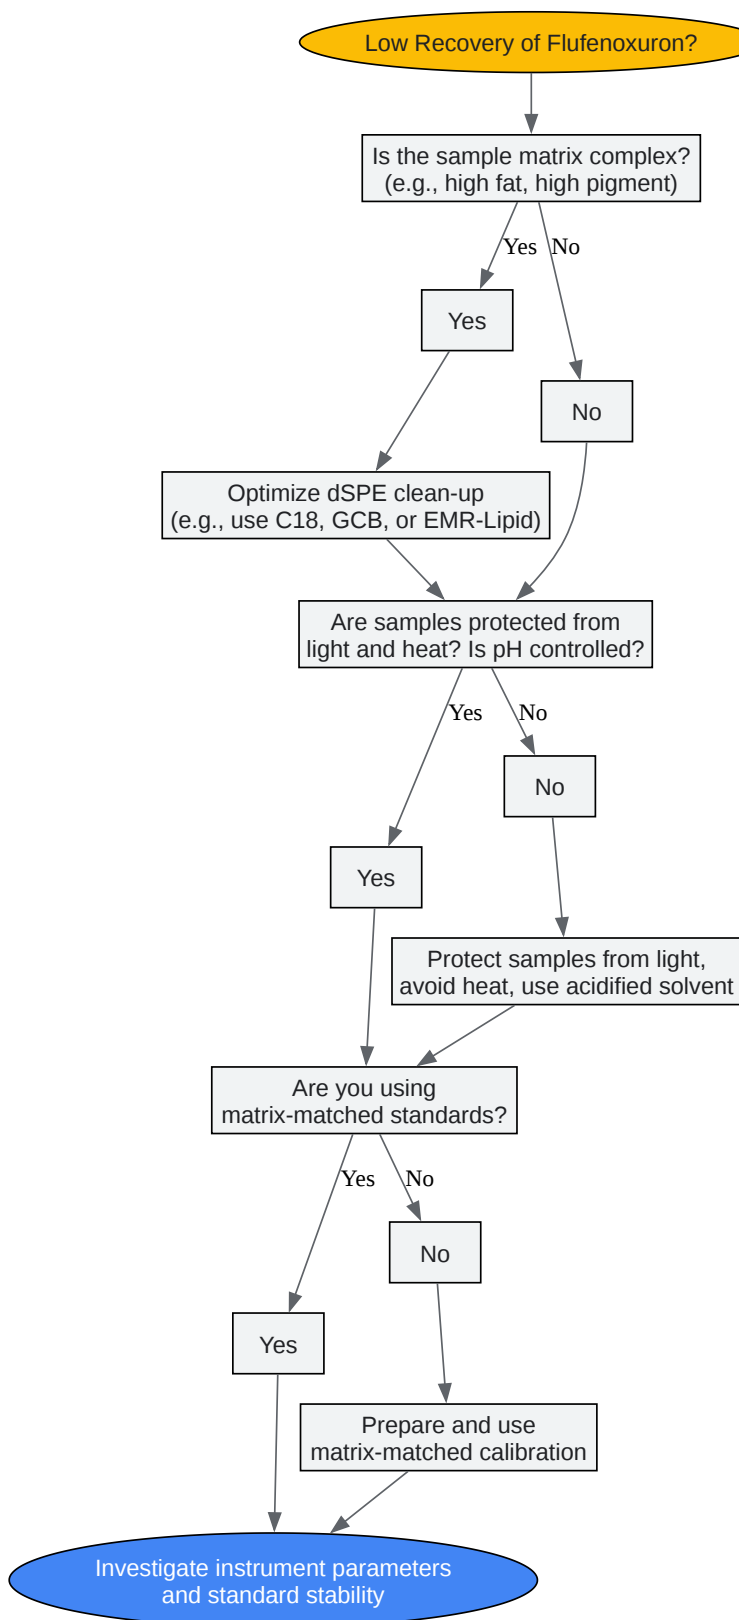 Low Recovery of Flufenoxuron?
Is the sample matrix complex?
(e.g., high fat, high pigment)
Yes
No
Yes
No
Optimize dSPE clean-up
(e.g., use C18, GCB, or EMR-Lipid)
Are samples protected from
light and heat? Is pH controlled?
Yes
No
No
Yes
Protect samples from light,
avoid heat, use acidified solvent
Are you using
matrix-matched standards?
Yes
No
No
Yes
Prepare and use
matrix-matched calibration
Investigate instrument parameters
and standard stability